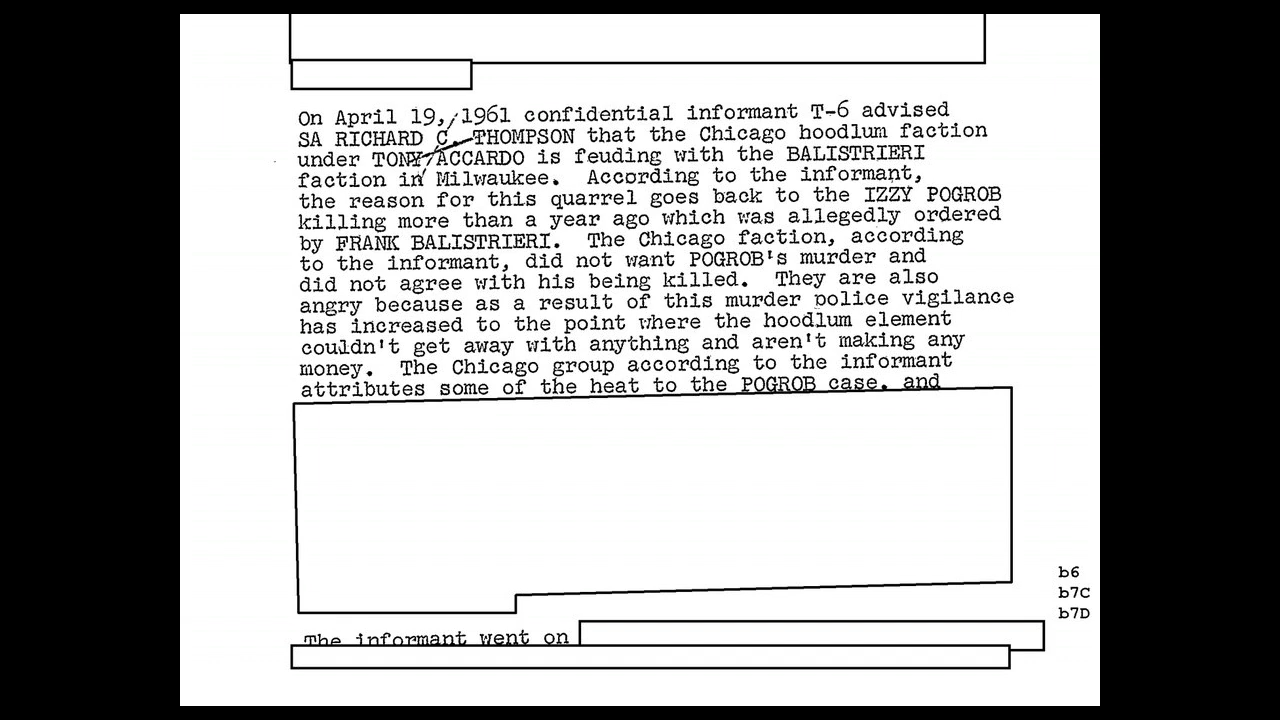 On April 19, 1961 confidential informant T-6 advised
SA RICHARD C. THOMPSON that the Chicago hoodlum faction
under TONY ACCARDO is feuding with the BALISTRIERI
faction in Milwaukee. According to the informant,
the reason for this quarrel goes back to the IZZY POGROB
killing more than a year ago which was allegedly ordered
by FRANK BALISTRIERI. The Chicago faction, according
to the informant, did not want POGROB's murder and
did not agree with his being killed. They are also
angry because as a result of this murder police vigilance
has increased to the point where the hoodlum element
couldn't get away with anything and aren't making any
money. The Chicago group according to the informant
attributes some of the heat to the POGROB case, and
b6
b7C
b7D
The informant went on